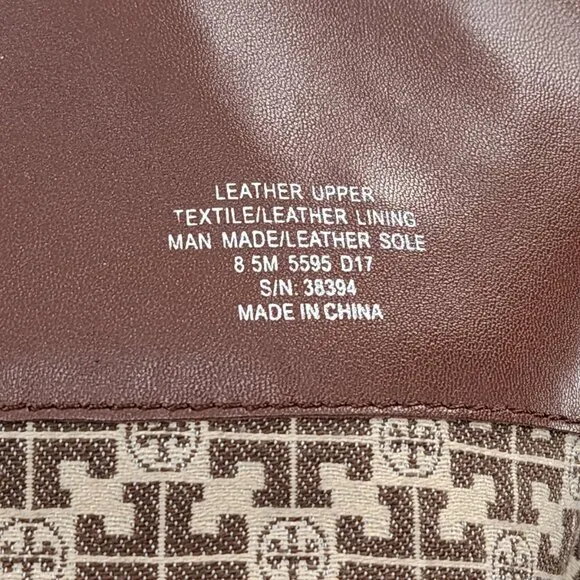 LEATHER UPPER
TEXTILE/LEATHER LINING
MAN MADE/LEATHER SOLE
8 5M 5595 D17
S/N: 38394
MADE IN CHINA